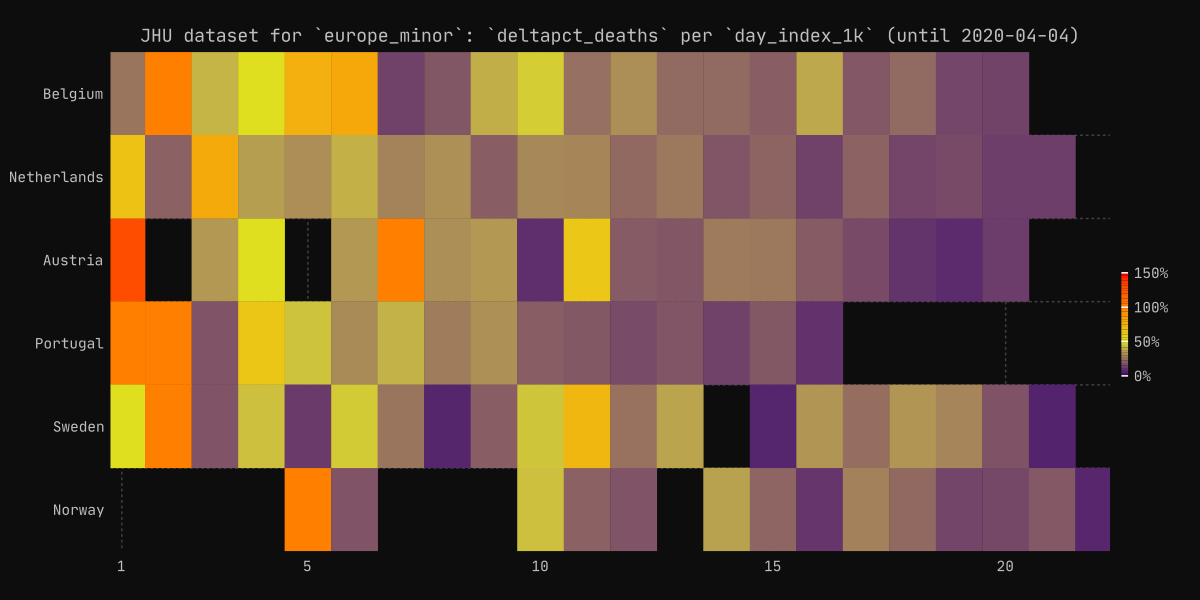 JHU dataset for `europe_minor`: `deltapct_deaths` per `day_index_1k` (until 2020-04-04)
Belgium
Netherlands
Austria
Portugal
Sweden
Norway
150%
100%
50%
0%
1 5 10 15 20